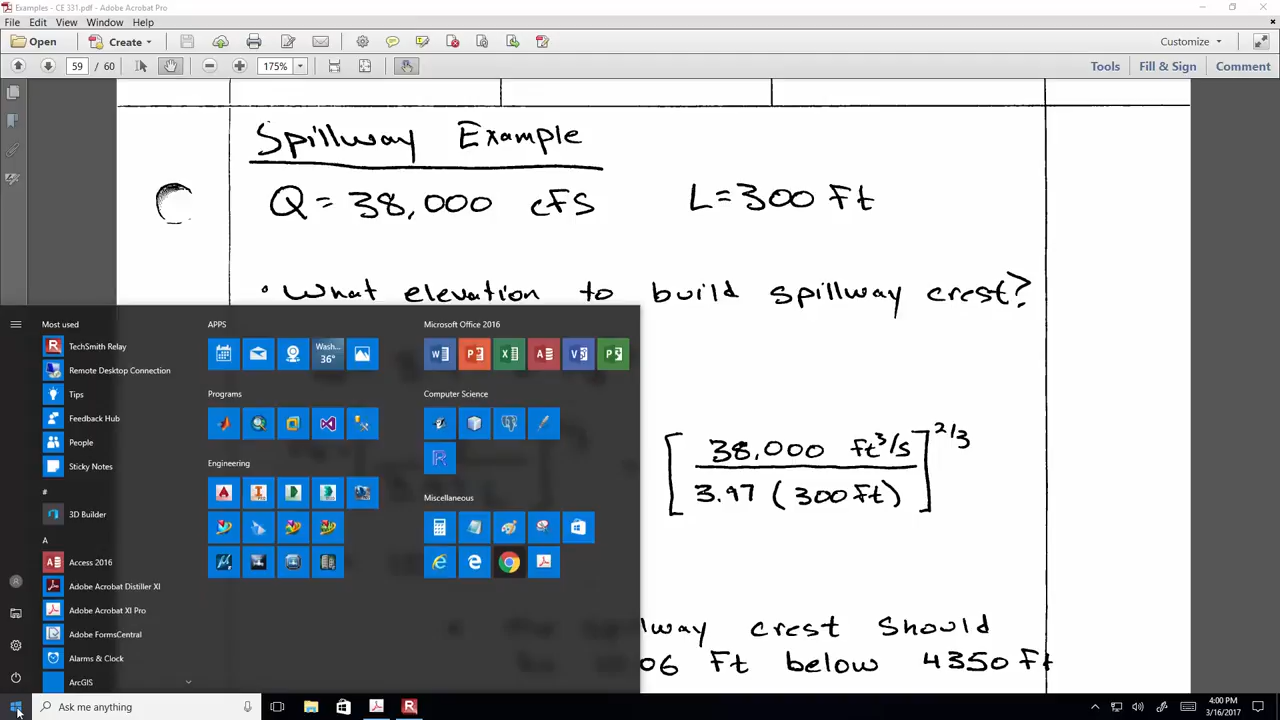 Examples - CE 331.pdf - Adobe Acrobat Pro
File Edit View Window Help
Open Create Customize
59 / 60 175% Tools Fill & Sign Comment
Spillway Example
Q = 38,000 cFS L = 300 Ft
• What elevation to build spillway crest?
[ 38,000 ft³/s / 3.97 ( 300 Ft ) ]^2/3
lway crest should
06 Ft below 4350 Ft
Most used
TechSmith Relay
Remote Desktop Connection
Tips
Feedback Hub
People
Sticky Notes
#
3D Builder
A
Access 2016
Adobe Acrobat Distiller XI
Adobe Acrobat XI Pro
Adobe FormsCentral
Alarms & Clock
ArcGIS
APPS
Wash...
36°
Programs
Engineering
Microsoft Office 2016
Computer Science
Miscellaneous
Ask me anything
4:00 PM
3/16/2017